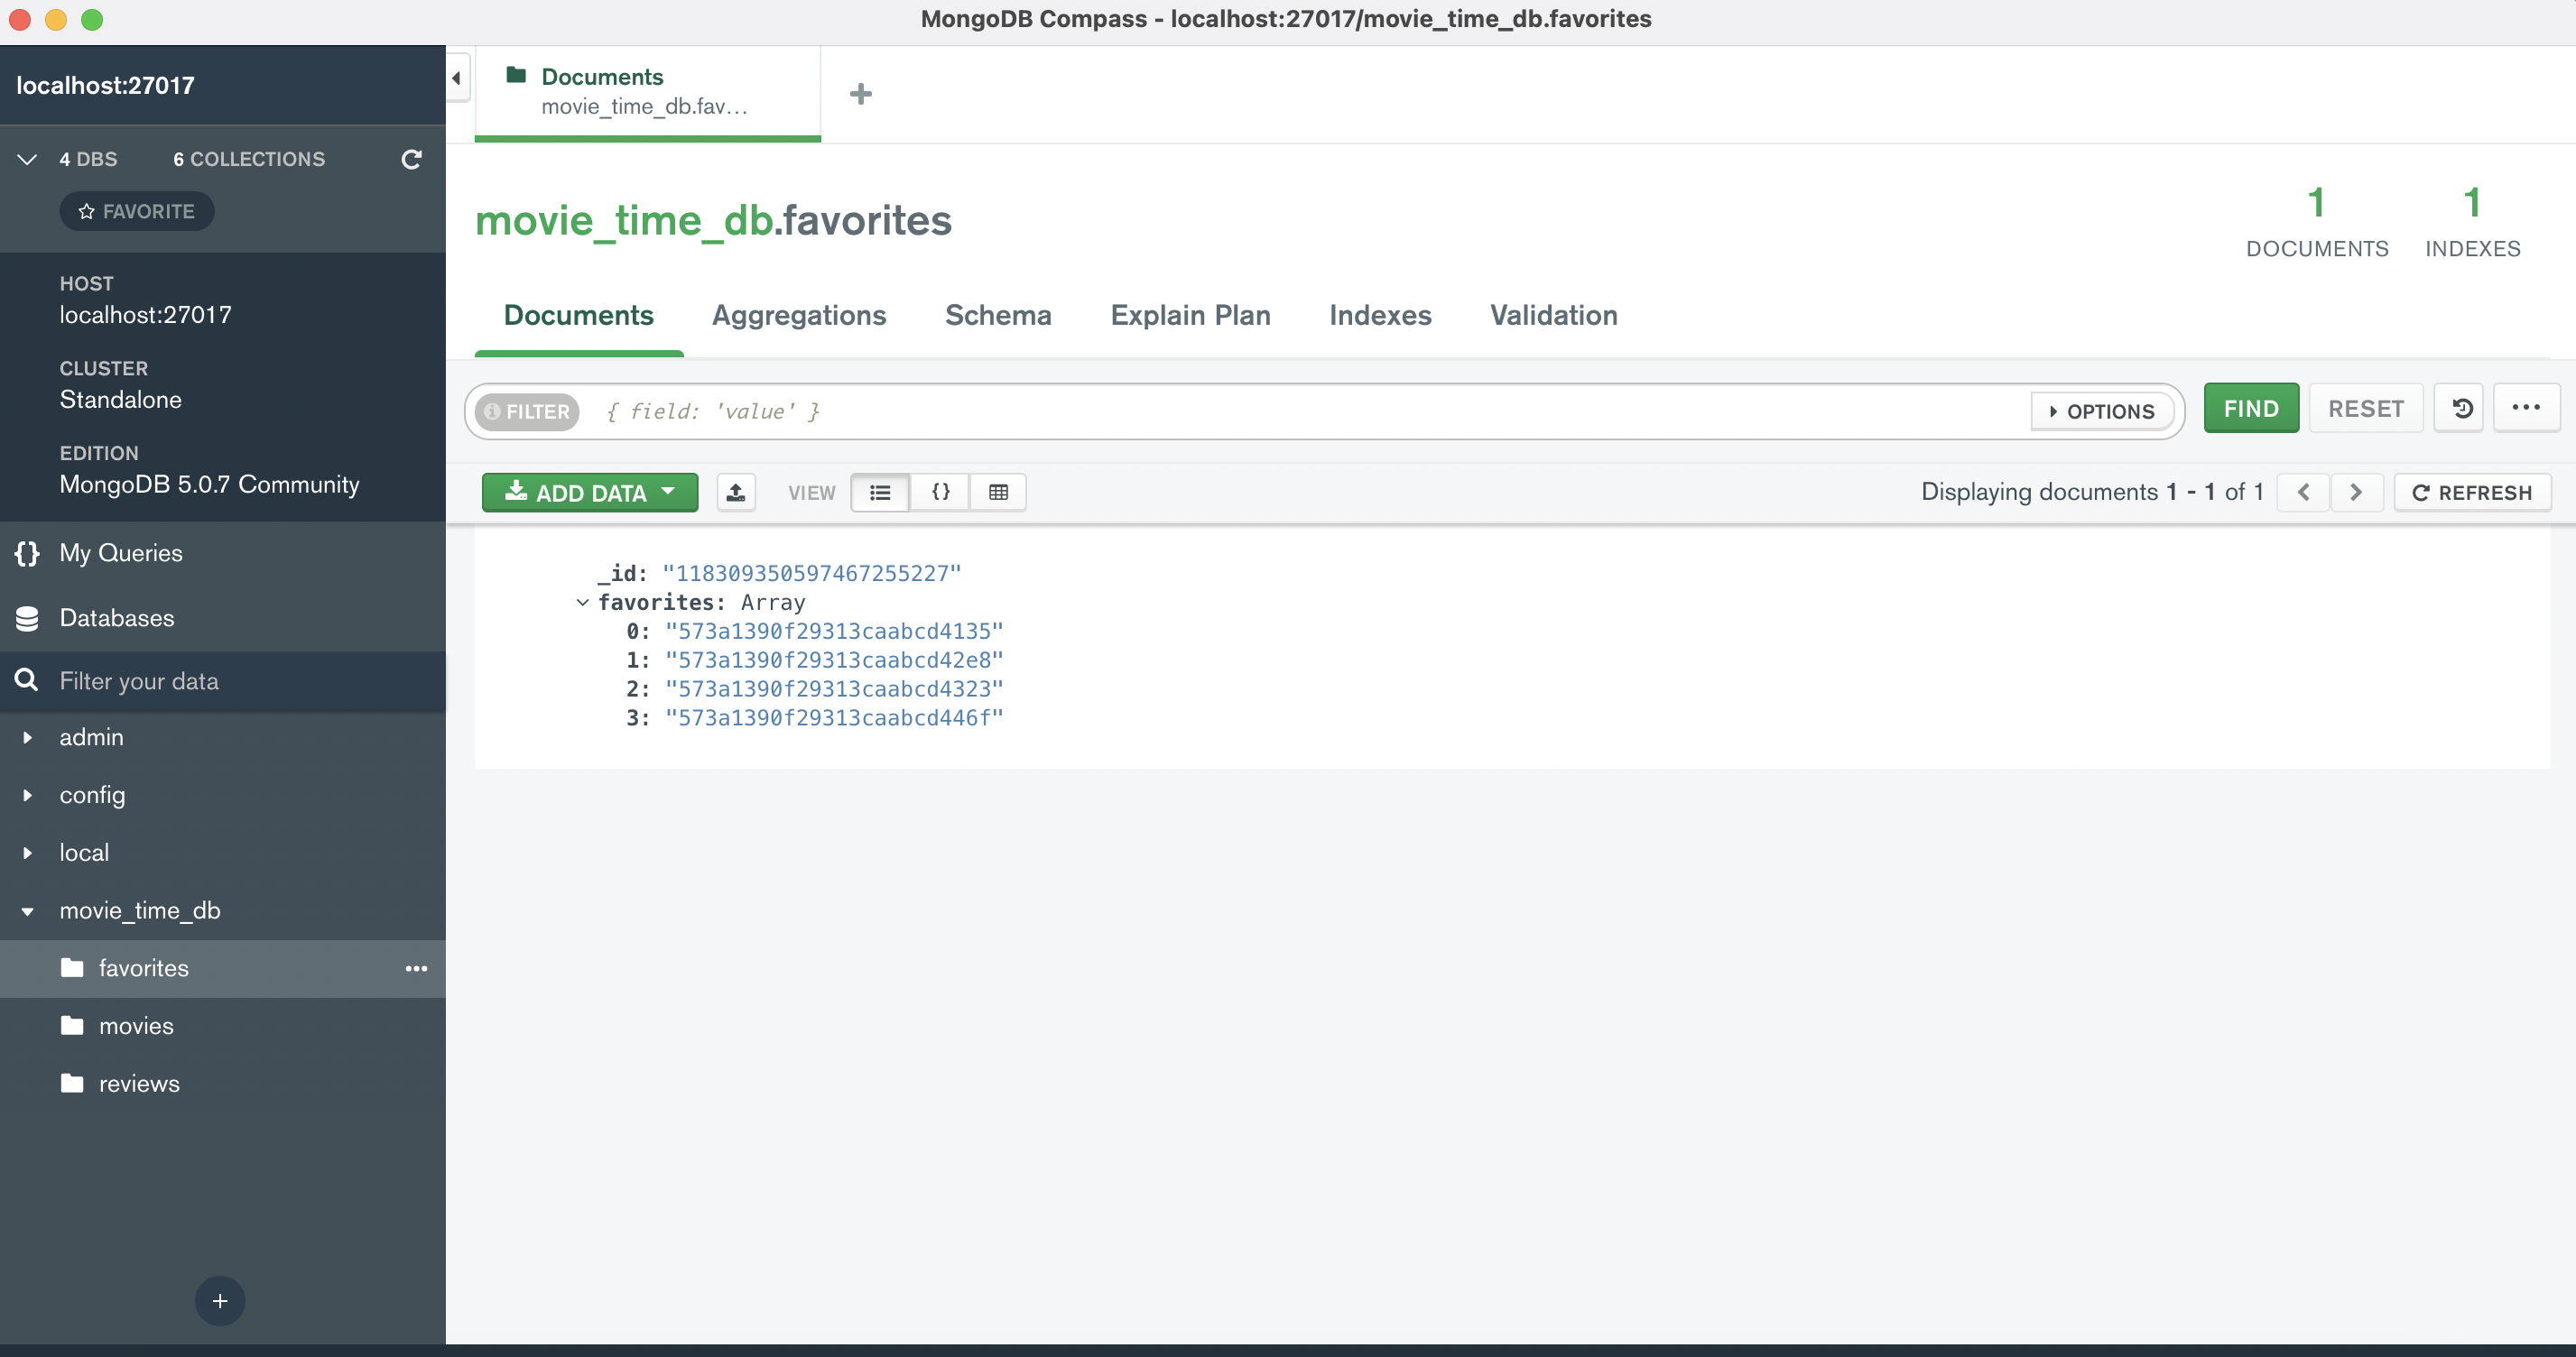 MongoDB Compass - localhost:27017/movie_time_db.favorites
localhost:27017
4 DBS 6 COLLECTIONS
FAVORITE
HOST
localhost:27017
CLUSTER
Standalone
EDITION
MongoDB 5.0.7 Community
My Queries
Databases
Filter your data
admin
config
local
movie_time_db
favorites
movies
reviews
Documents
movie_time_db.fav...
movie_time_db.favorites
1
DOCUMENTS
1
INDEXES
Documents Aggregations Schema Explain Plan Indexes Validation
FILTER { field: 'value' } OPTIONS FIND RESET
ADD DATA VIEW {} Displaying documents 1 - 1 of 1 REFRESH
_id: "118309350597467255227"
favorites: Array
0: "573a1390f29313caabcd4135"
1: "573a1390f29313caabcd42e8"
2: "573a1390f29313caabcd4323"
3: "573a1390f29313caabcd446f"